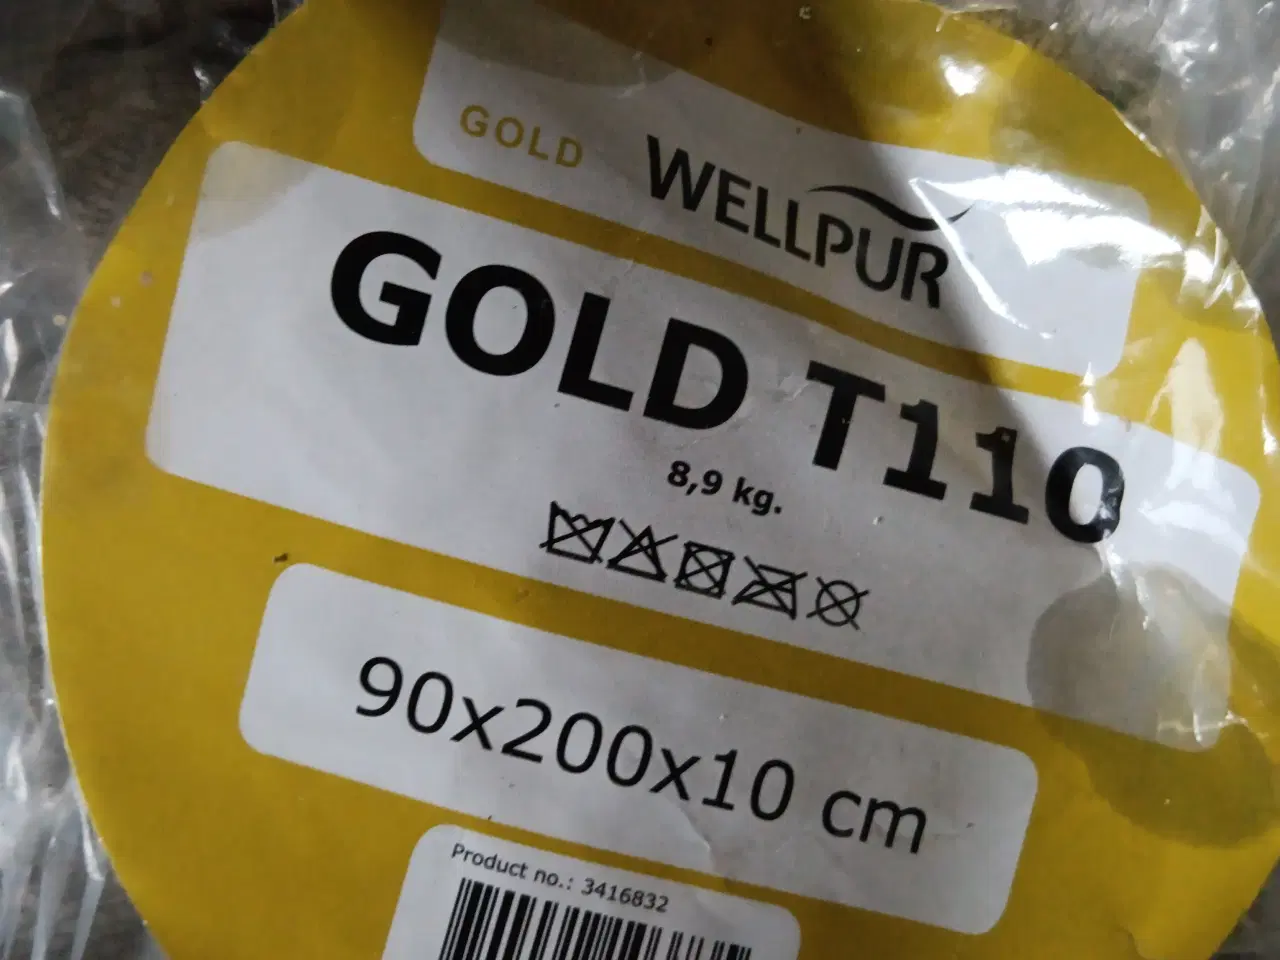 GOLD WELLPUR
GOLD T110
8,9 kg.
90x200x10 cm
Product no.: 3416832